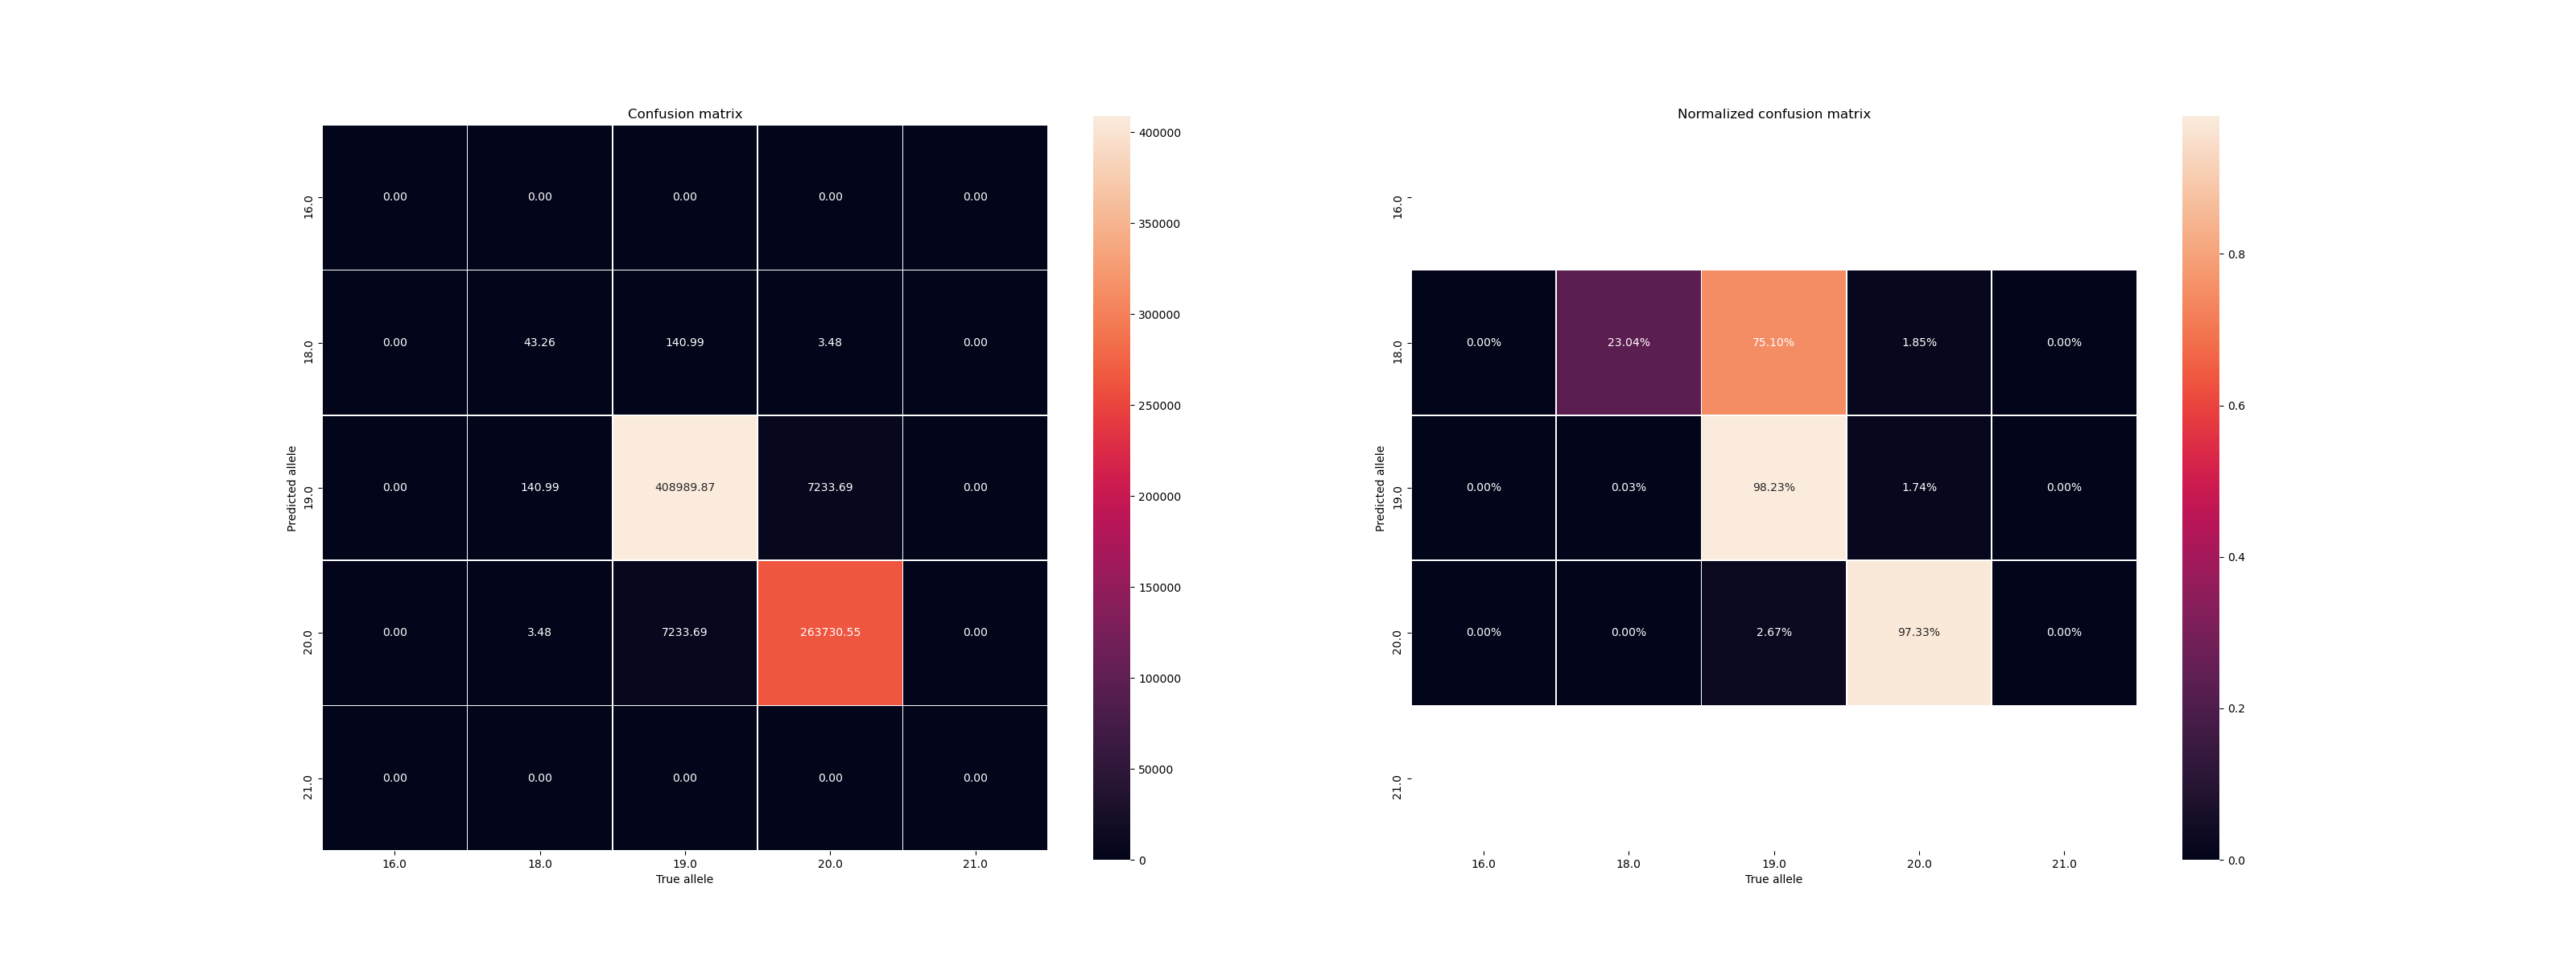 Confusion matrix
400000
350000
300000
250000
200000
150000
100000
50000
0
Predicted allele
16.0
0.00 0.00 0.00 0.00 0.00
18.0
0.00 43.26 140.99 3.48 0.00
19.0
0.00 140.99 408989.87 7233.69 0.00
20.0
0.00 3.48 7233.69 263730.55 0.00
21.0
0.00 0.00 0.00 0.00 0.00
16.0 18.0 19.0 20.0 21.0
True allele
Normalized confusion matrix
0.8
0.6
0.4
0.2
0.0
Predicted allele
16.0
18.0
0.00% 23.04% 75.10% 1.85% 0.00%
19.0
0.00% 0.03% 98.23% 1.74% 0.00%
20.0
0.00% 0.00% 2.67% 97.33% 0.00%
21.0
16.0 18.0 19.0 20.0 21.0
True allele